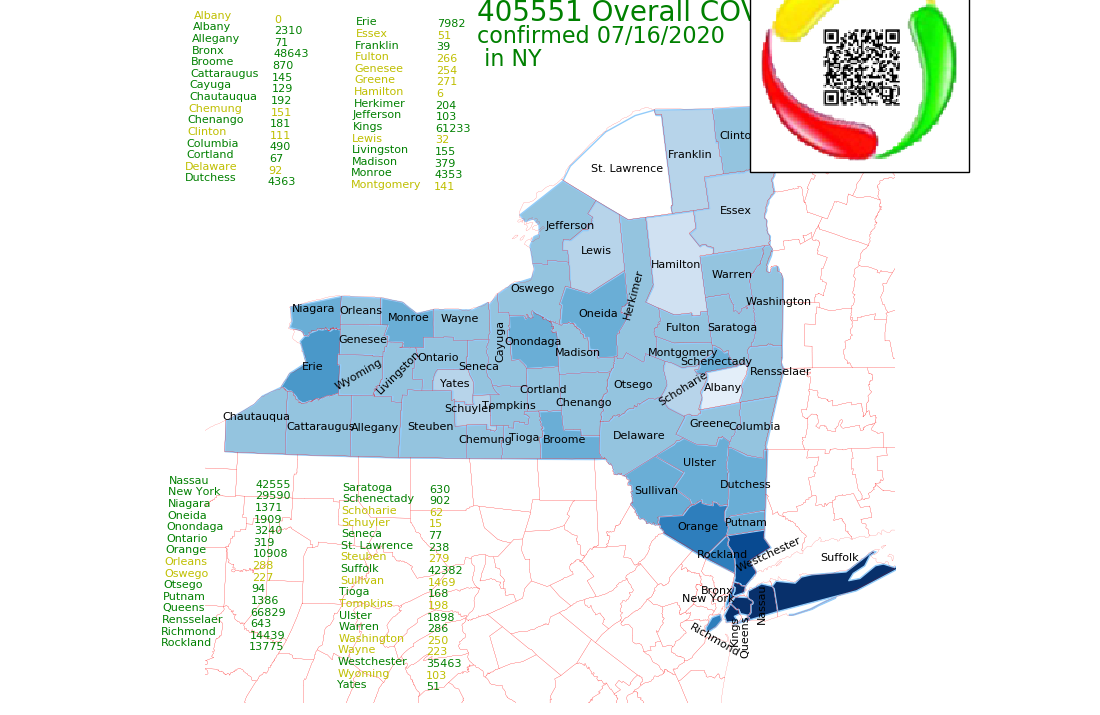 405551 Overall COV
confirmed 07/16/2020
in NY
Albany 0
Albany 2310
Allegany 71
Bronx 48643
Broome 870
Cattaraugus 145
Cayuga 129
Chautauqua 192
Chemung 151
Chenango 181
Clinton 111
Columbia 490
Cortland 67
Delaware 92
Dutchess 4363
Erie 7982
Essex 51
Franklin 39
Fulton 266
Genesee 254
Greene 271
Hamilton 6
Herkimer 204
Jefferson 103
Kings 61233
Lewis 32
Livingston 155
Madison 379
Monroe 4353
Montgomery 141
Clinto
Franklin
St. Lawrence
Essex
Jefferson
Lewis
Hamilton
Warren
Herkimer
Oswego
Washington
Niagara
Orleans
Monroe
Wayne
Oneida
Fulton
Saratoga
Genesee
Cayuga
Onondaga
Madison
Montgomery
Schenectady
Ontario
Seneca
Erie
Wyoming
Livingston
Rensselaer
Yates
Cortland
Otsego
Schoharie
Albany
Schuyler
Tompkins
Chenango
Chautauqua
Cattaraugus
Allegany
Steuben
Chemung
Tioga
Broome
Delaware
Greene
Columbia
Ulster
Sullivan
Dutchess
Orange
Putnam
Rockland
Westchester
Suffolk
Bronx
New York
Nassau
Kings
Queens
Richmond
Nassau 42555
New York 29590
Niagara 1371
Oneida 1909
Onondaga 3240
Ontario 319
Orange 10908
Orleans 288
Oswego 227
Otsego 94
Putnam 1386
Queens 66829
Rensselaer 643
Richmond 14439
Rockland 13775
Saratoga 630
Schenectady 902
Schoharie 62
Schuyler 15
Seneca 77
St. Lawrence 238
Steuben 279
Suffolk 42382
Sullivan 1469
Tioga 168
Tompkins 198
Ulster 1898
Warren 286
Washington 250
Wayne 223
Westchester 35463
Wyoming 103
Yates 51